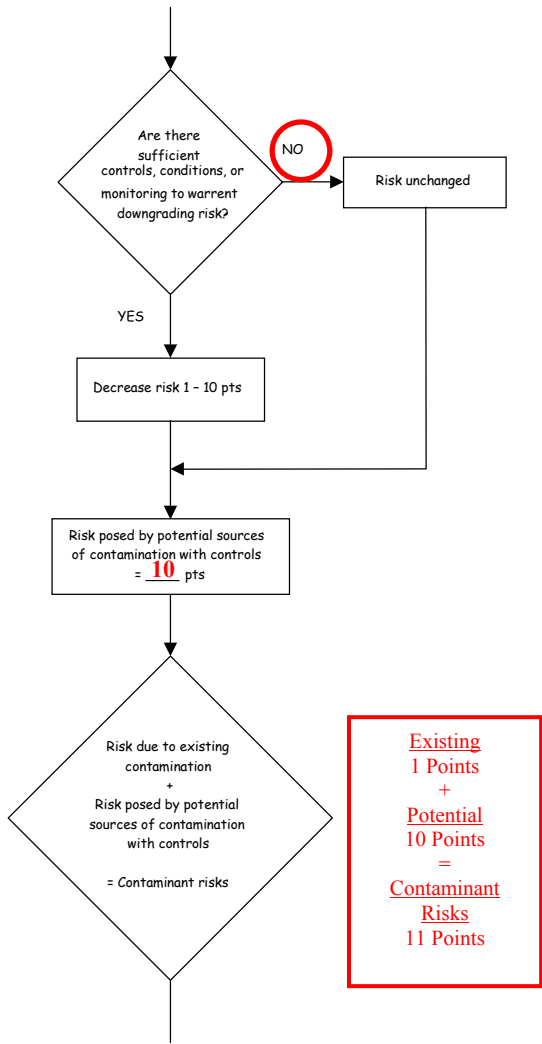 Are there
sufficient
controls, conditions, or
monitoring to warrent
downgrading risk?
NO
Risk unchanged
YES
Decrease risk 1 – 10 pts
Risk posed by potential sources
of contamination with controls
= 10 pts
Risk due to existing
contamination
+
Risk posed by potential
sources of contamination
with controls
= Contaminant risks
Existing
1 Points
+
Potential
10 Points
=
Contaminant
Risks
11 Points